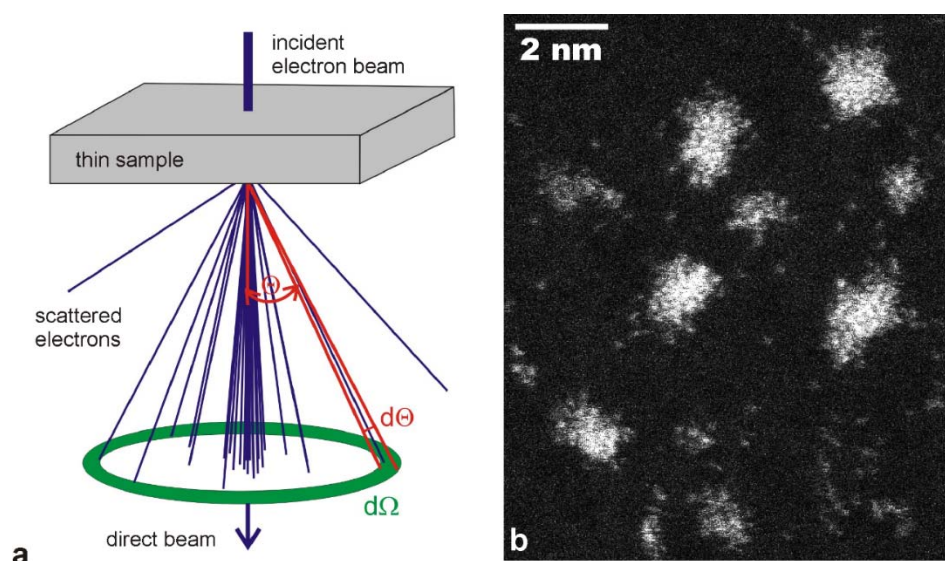 incident
electron beam
thin sample
Θ
scattered
electrons
dΘ
dΩ
direct beam
a
2 nm
b